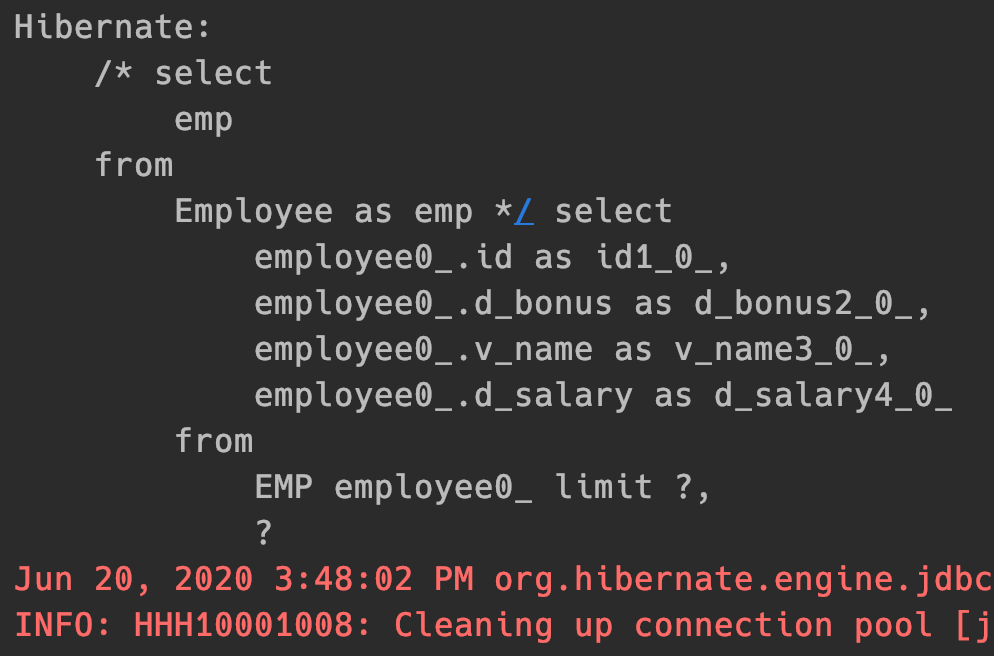 Hibernate:
/* select
emp
from
Employee as emp */ select
employee0_.id as id1_0_,
employee0_.d_bonus as d_bonus2_0_,
employee0_.v_name as v_name3_0_,
employee0_.d_salary as d_salary4_0_
from
EMP employee0_ limit ?,
?
Jun 20, 2020 3:48:02 PM org.hibernate.engine.jdbc
INFO: HHH10001008: Cleaning up connection pool [j